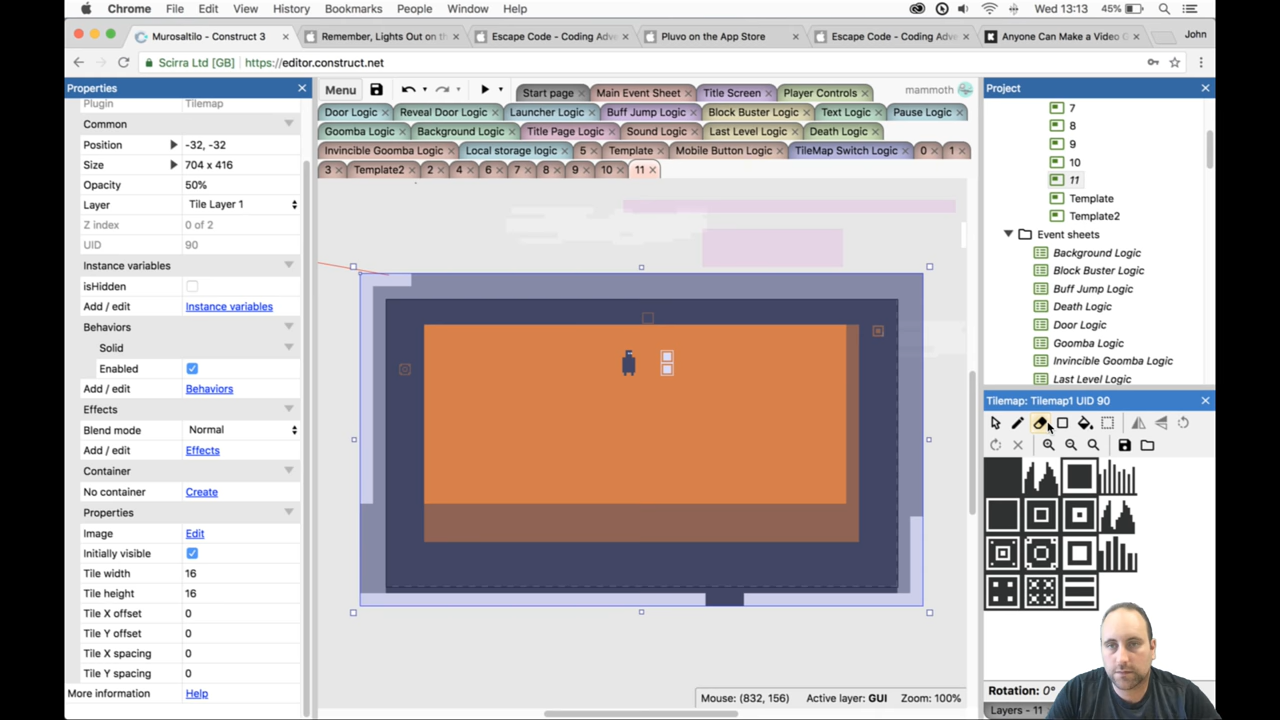 Chrome File Edit View History Bookmarks People Window Help
Wed 13:13 45%
Murosaltilo - Construct 3
Remember, Lights Out on th
Escape Code - Coding Adve
Pluvo on the App Store
Escape Code - Coding Adve
Anyone Can Make a Video G
John
Scirra Ltd [GB] https://editor.construct.net
Properties
Plugin Tilemap
Common
Position -32, -32
Size 704 x 416
Opacity 50%
Layer Tile Layer 1
Z index 0 of 2
UID 90
Instance variables
isHidden
Add / edit Instance variables
Behaviors
Solid
Enabled
Add / edit Behaviors
Effects
Blend mode Normal
Add / edit Effects
Container
No container Create
Properties
Image Edit
Initially visible
Tile width 16
Tile height 16
Tile X offset 0
Tile Y offset 0
Tile X spacing 0
Tile Y spacing 0
More information Help
Menu
mammoth
Start page Main Event Sheet Title Screen Player Controls
Door Logic Reveal Door Logic Launcher Logic Buff Jump Logic Block Buster Logic Text Logic Pause Logic
Goomba Logic Background Logic Title Page Logic Sound Logic Last Level Logic Death Logic
Invincible Goomba Logic Local storage logic 5 Template Mobile Button Logic TileMap Switch Logic 0 1
3 Template2 2 4 6 7 8 9 10 11
Mouse: (832, 156) Active layer: GUI Zoom: 100%
Project
7
8
9
10
11
Template
Template2
Event sheets
Background Logic
Block Buster Logic
Buff Jump Logic
Death Logic
Door Logic
Goomba Logic
Invincible Goomba Logic
Last Level Logic
Tilemap: Tilemap1 UID 90
Rotation: 0°
Layers - 11